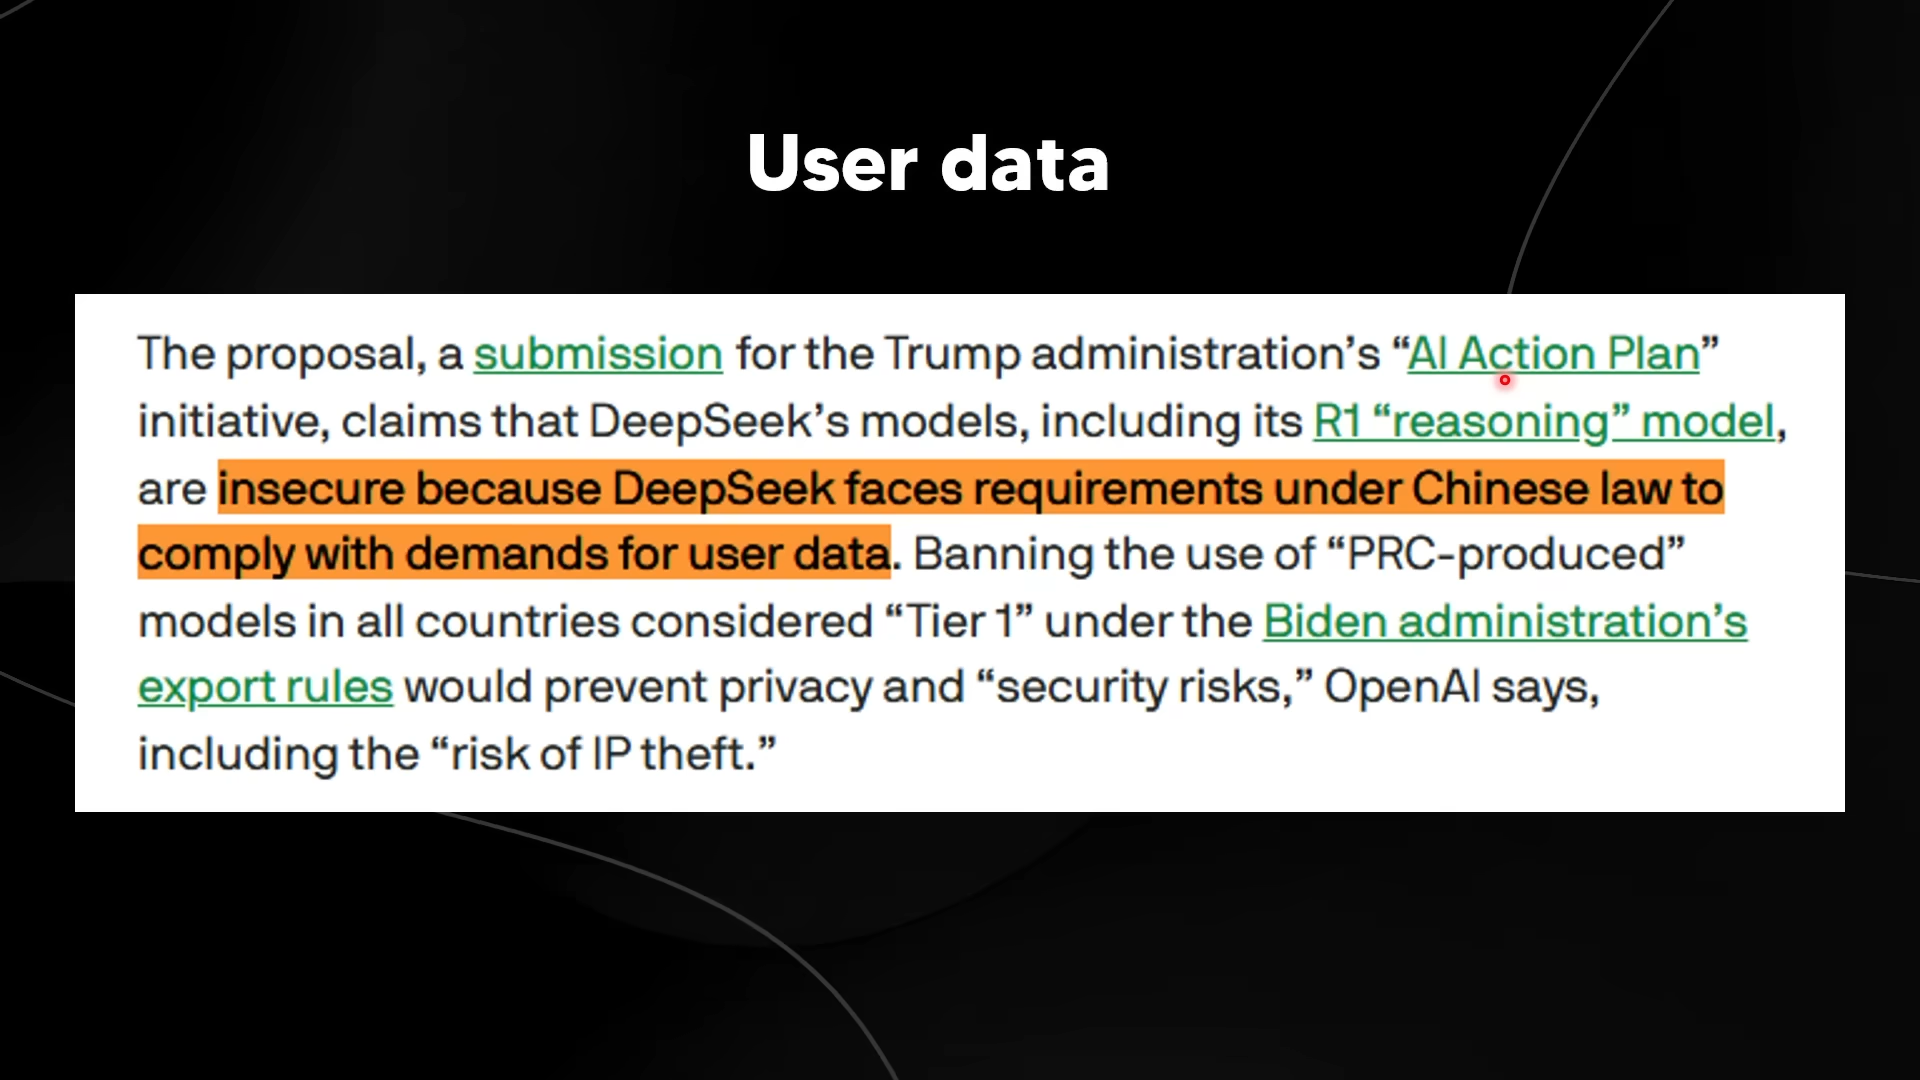 User data
The proposal, a submission for the Trump administration’s “AI Action Plan”
initiative, claims that DeepSeek’s models, including its R1 “reasoning” model,
are insecure because DeepSeek faces requirements under Chinese law to
comply with demands for user data. Banning the use of “PRC-produced”
models in all countries considered “Tier 1” under the Biden administration’s
export rules would prevent privacy and “security risks,” OpenAI says,
including the “risk of IP theft.”